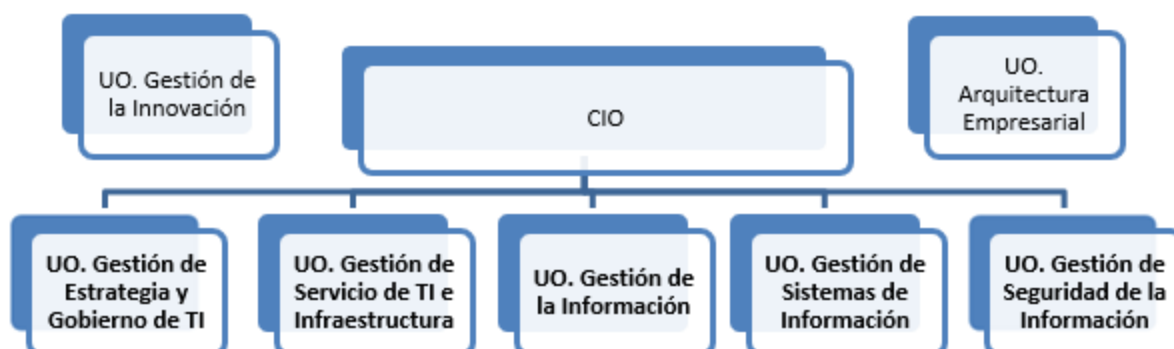 UO. Gestión de
la Innovación
CIO
UO.
Arquitectura
Empresarial
UO. Gestión de
Estrategia y
Gobierno de TI
UO. Gestión de
Servicio de TI e
Infraestructura
UO. Gestión de
la Información
UO. Gestión de
Sistemas de
Información
UO. Gestión de
Seguridad de la
Información